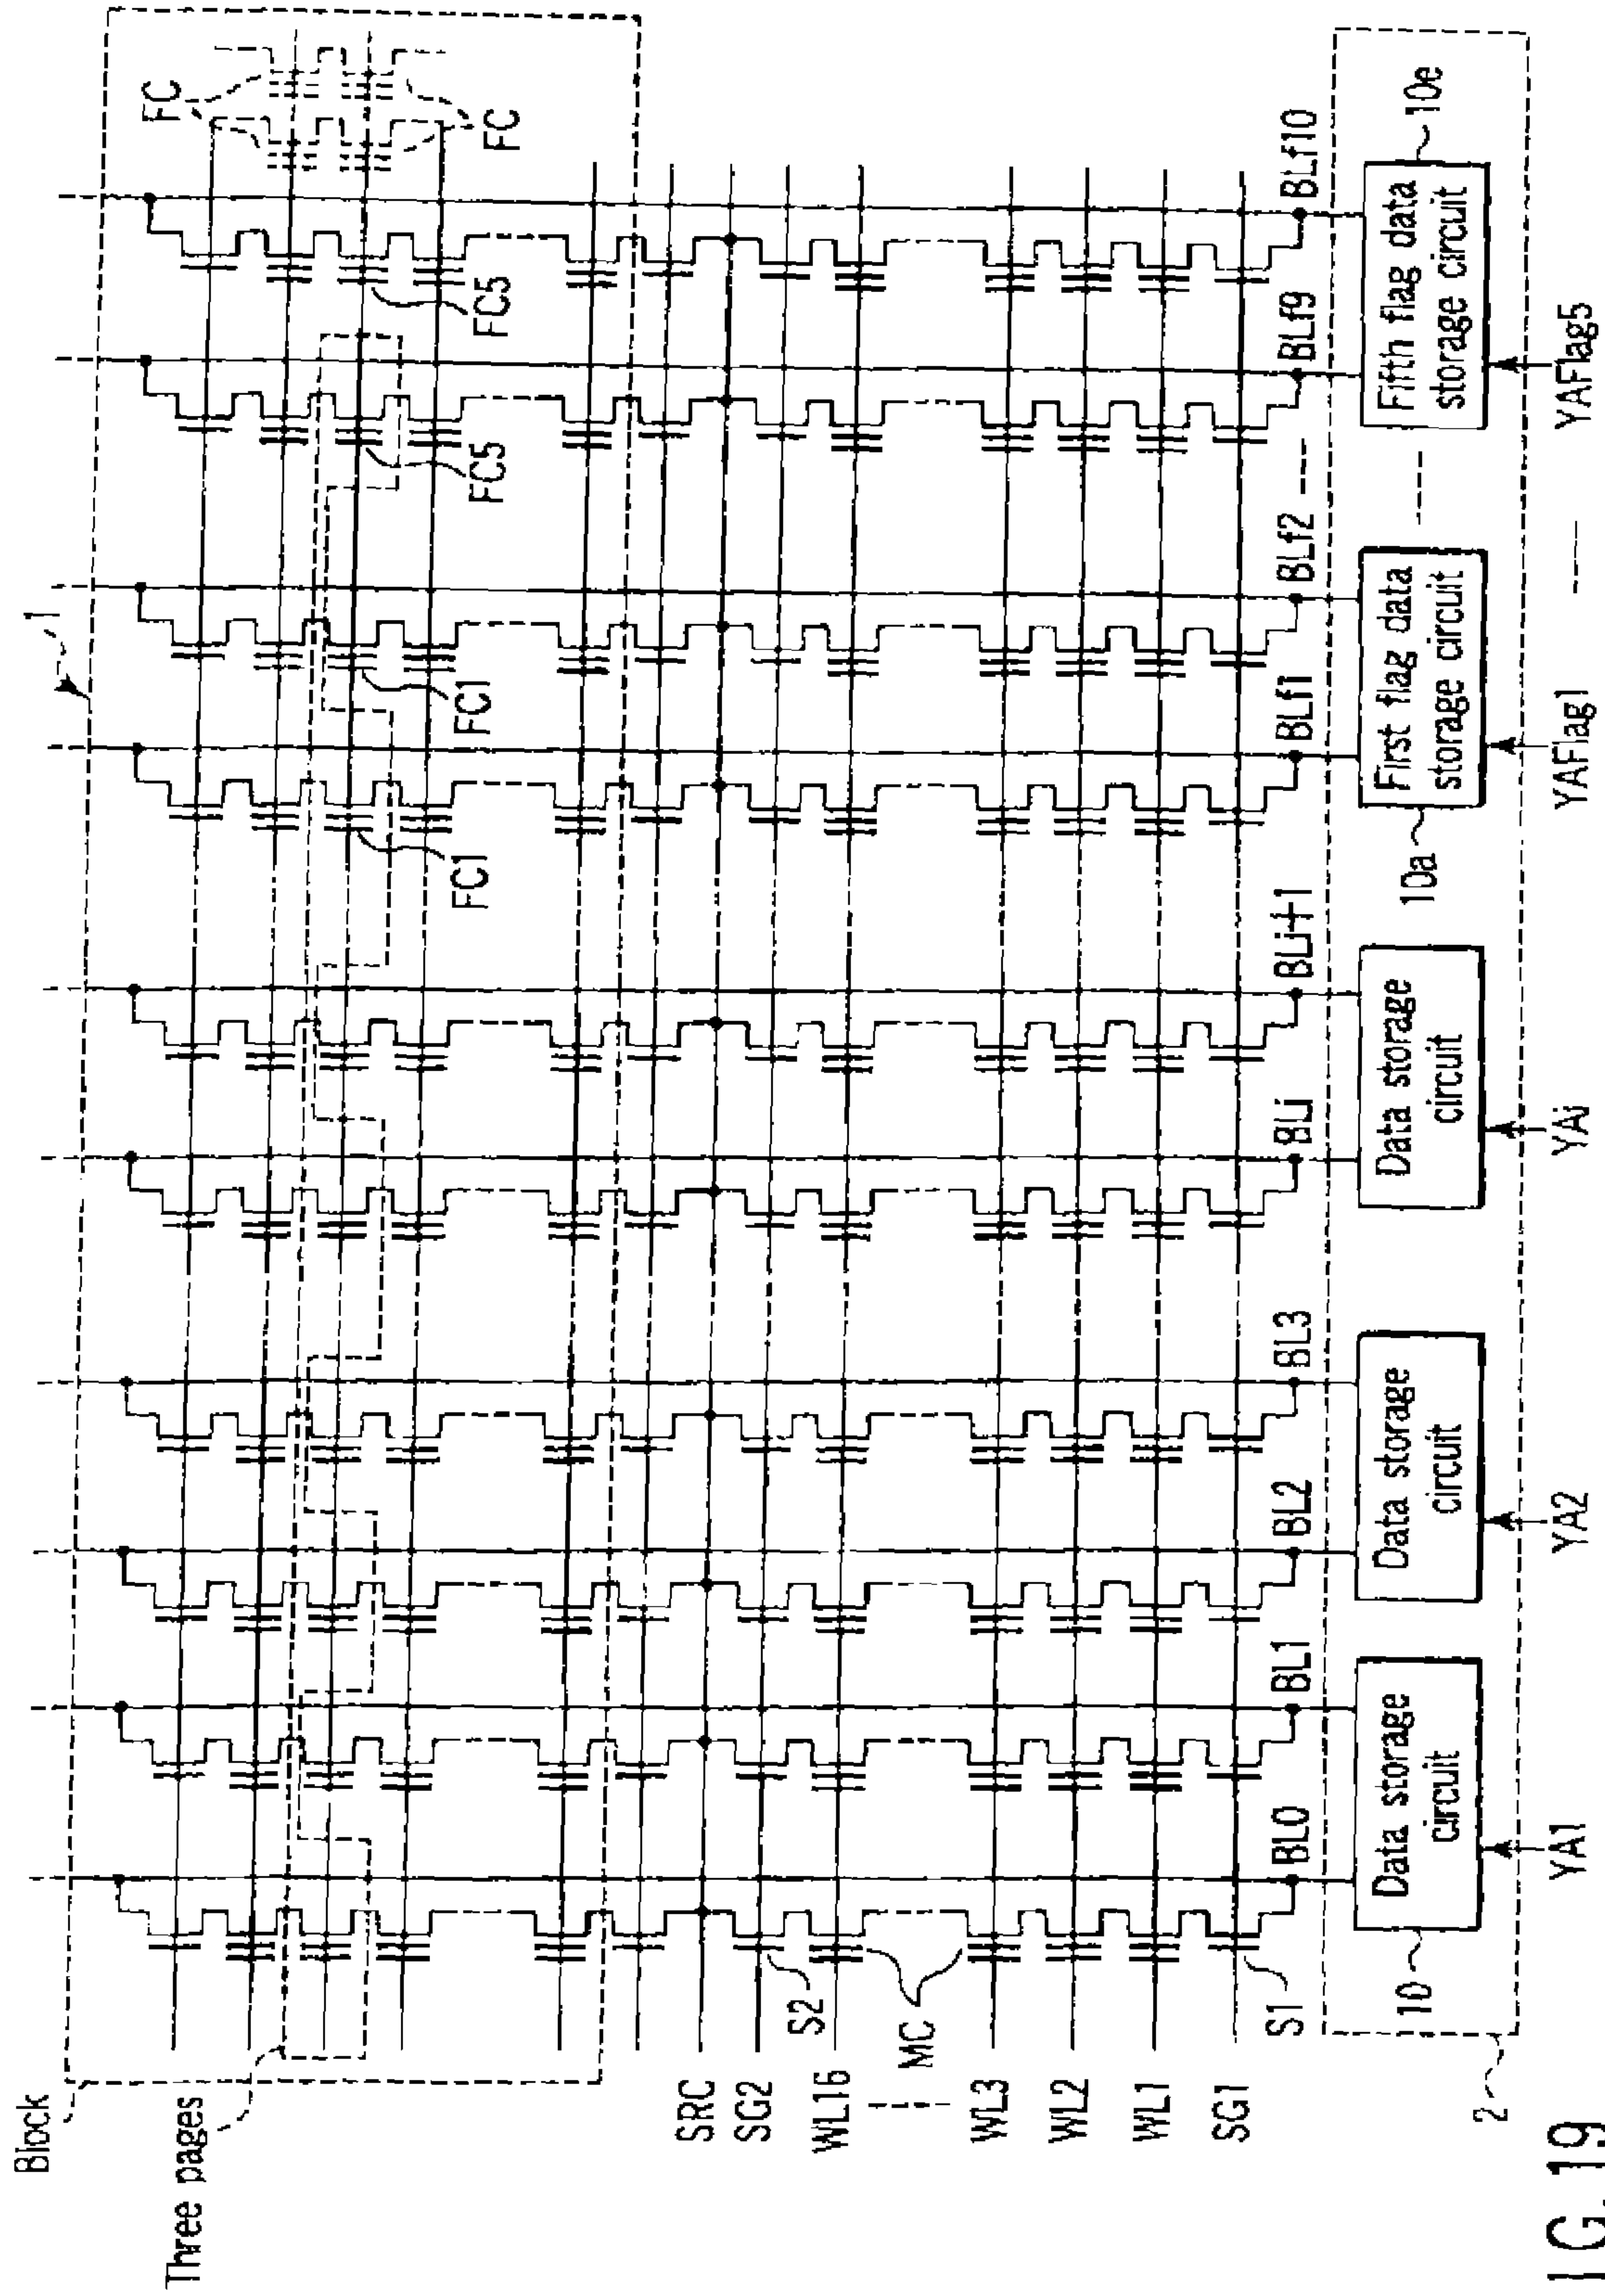 Block
Three pages
1
FC
FC
FC1
FC1
FC5
FC5
SRC
SG2
WL16
WL3
WL2
WL1
SG1
S2
MC
S1
BL0
BL1
BL2
BL3
BLi
BLi+1
BLf1
BLf2
BLf9
BLf10
2
10
Data storage
circuit
Data storage
circuit
Data storage
circuit
10a
First flag data
storage circuit
Fifth flag data
storage circuit
10e
YA1
YA2
YAi
YAFlag1
YAFlag5
IG. 19